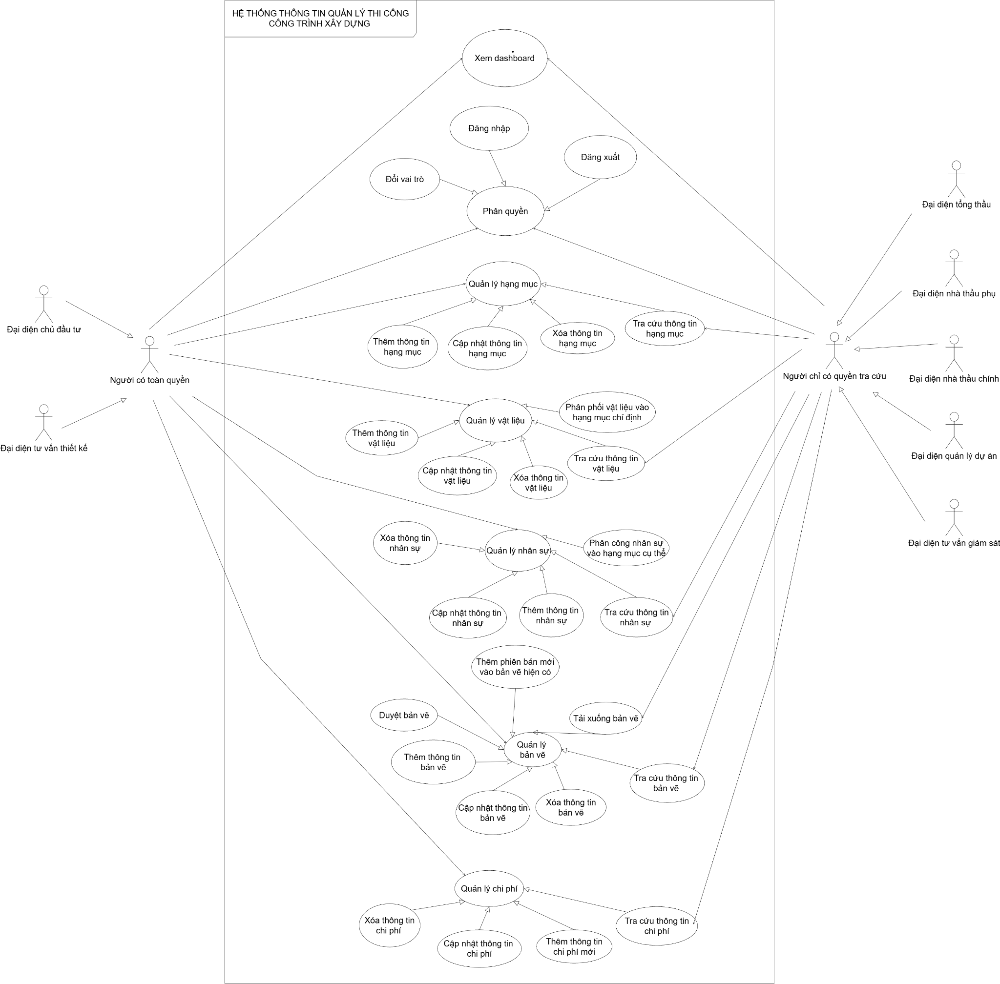 HỆ THỐNG THÔNG TIN QUẢN LÝ THI CÔNG
CÔNG TRÌNH XÂY DỰNG
Xem dashboard
Đăng nhập
Đăng xuất
Đổi vai trò
Phân quyền
Đại diện tổng thầu
Đại diện nhà thầu phụ
Đại diện chủ đầu tư
Quản lý hạng mục
Thêm thông tin
hạng mục
Cập nhật thông tin
hạng mục
Xóa thông tin
hạng mục
Tra cứu thông tin
hạng mục
Người có toàn quyền
Người chỉ có quyền tra cứu
Đại diện nhà thầu chính
Đại diện tư vấn thiết kế
Quản lý vật liệu
Phân phối vật liệu vào
hạng mục chỉ định
Thêm thông tin
vật liệu
Cập nhật thông tin
vật liệu
Xóa thông tin
vật liệu
Tra cứu thông tin
vật liệu
Đại diện quản lý dự án
Đại diện tư vấn giám sát
Xóa thông tin
nhân sự
Quản lý nhân sự
Phân công nhân sự
vào hạng mục cụ thể
Cập nhật thông tin
nhân sự
Thêm thông tin
nhân sự
Tra cứu thông tin
nhân sự
Thêm phiên bản mới
vào bản vẽ hiện có
Duyệt bản vẽ
Tải xuống bản vẽ
Quản lý
bản vẽ
Thêm thông tin
bản vẽ
Cập nhật thông tin
bản vẽ
Xóa thông tin
bản vẽ
Tra cứu thông tin
bản vẽ
Quản lý chi phí
Xóa thông tin
chi phí
Cập nhật thông tin
chi phí
Thêm thông tin
chi phí mới
Tra cứu thông tin
chi phí